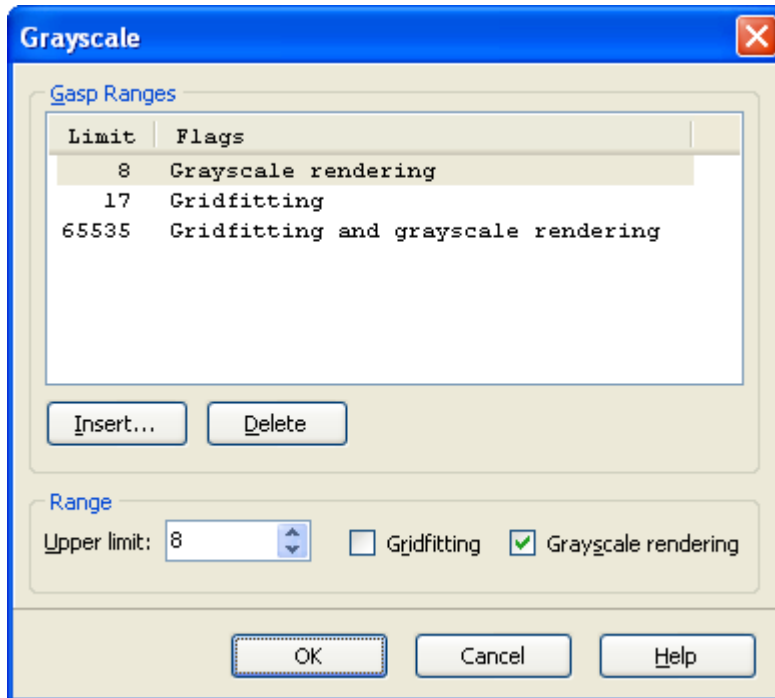 Grayscale
Gasp Ranges
Limit Flags
8 Grayscale rendering
17 Gridfitting
65535 Gridfitting and grayscale rendering
Insert... Delete
Range
Upper limit: 8 Gridfitting Grayscale rendering
OK Cancel Help